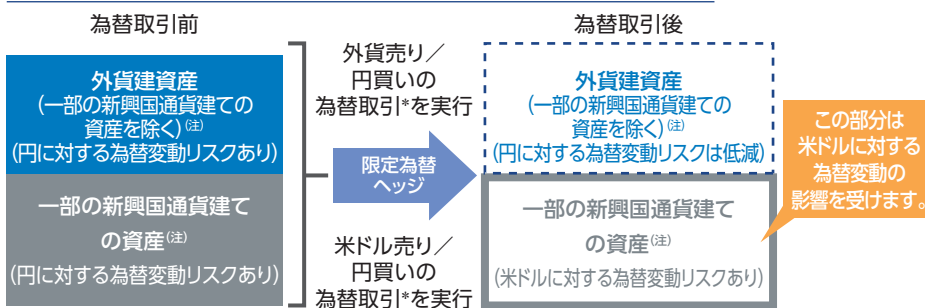 為替取引前
外貨建資産
(一部の新興国通貨建ての
資産を除く)(注)
(円に対する為替変動リスクあり)
一部の新興国通貨建て
の資産(注)
(円に対する為替変動リスクあり)
外貨売り／
円買いの
為替取引*を実行
限定為替
ヘッジ
米ドル売り／
円買いの
為替取引*を実行
為替取引後
外貨建資産
(一部の新興国通貨建ての
資産を除く)(注)
(円に対する為替変動リスクは低減)
一部の新興国通貨建て
の資産(注)
(米ドルに対する為替変動リスクあり)
この部分は
米ドルに対する
為替変動の
影響を受けます。